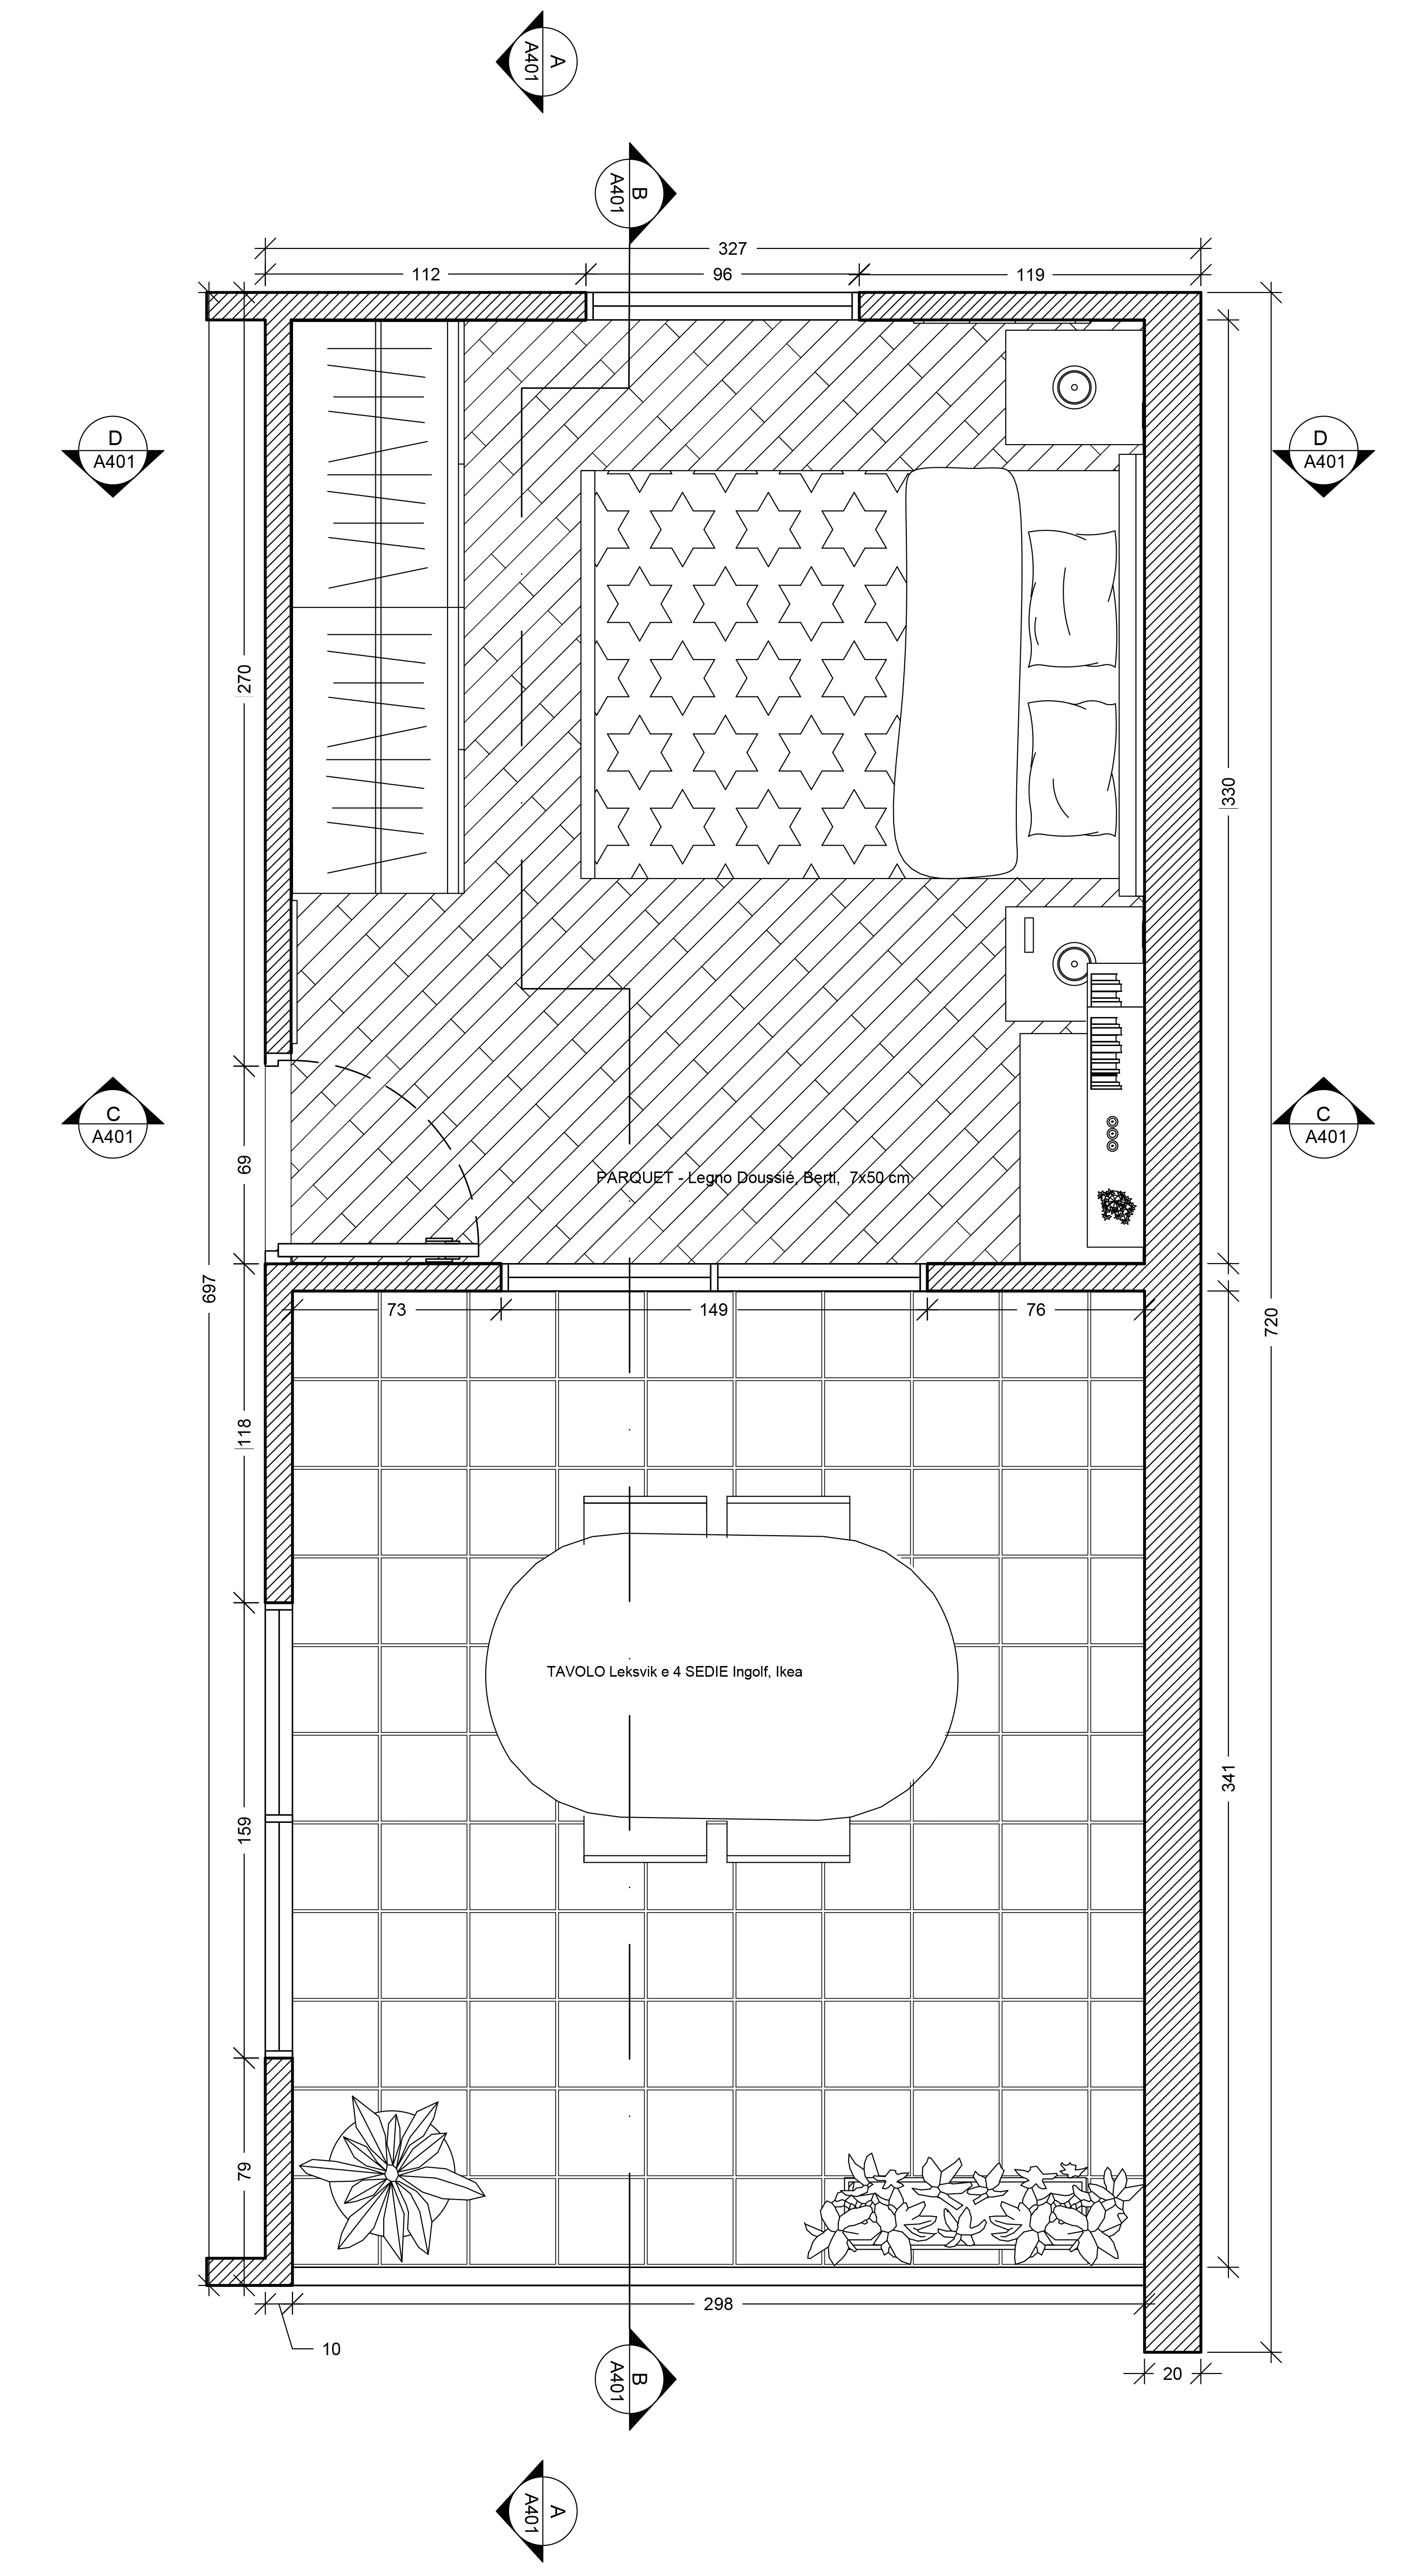 A
A401
B
A401
327
112
96
119
D
A401
D
A401
270
330
C
A401
C
A401
69
PARQUET - Legno Doussié, Berti, 7x50 cm
697
73
149
76
720
118
TAVOLO Leksvik e 4 SEDIE Ingolf, Ikea
341
159
79
298
10
B
A401
20
A
A401